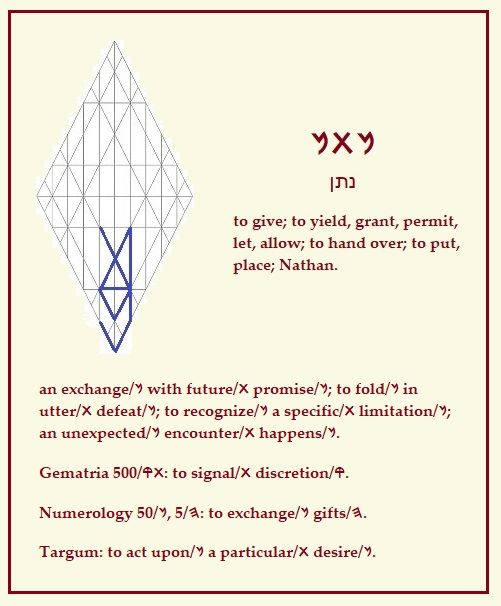 𐤍𐤕𐤍
נתן
to give; to yield, grant, permit,
let, allow; to hand over; to put,
place; Nathan.
an exchange/𐤍 with future/𐤕 promise/𐤍; to fold/𐤍 in
utter/𐤕 defeat/𐤍; to recognize/𐤍 a specific/𐤕 limitation/𐤍;
an unexpected/𐤍 encounter/𐤕 happens/𐤍.
Gematria 500/𐤕𐤒: to signal/𐤕 discretion/𐤒.
Numerology 50/𐤍, 5/𐤄: to exchange/𐤍 gifts/𐤄.
Targum: to act upon/𐤍 a particular/𐤕 desire/𐤍.